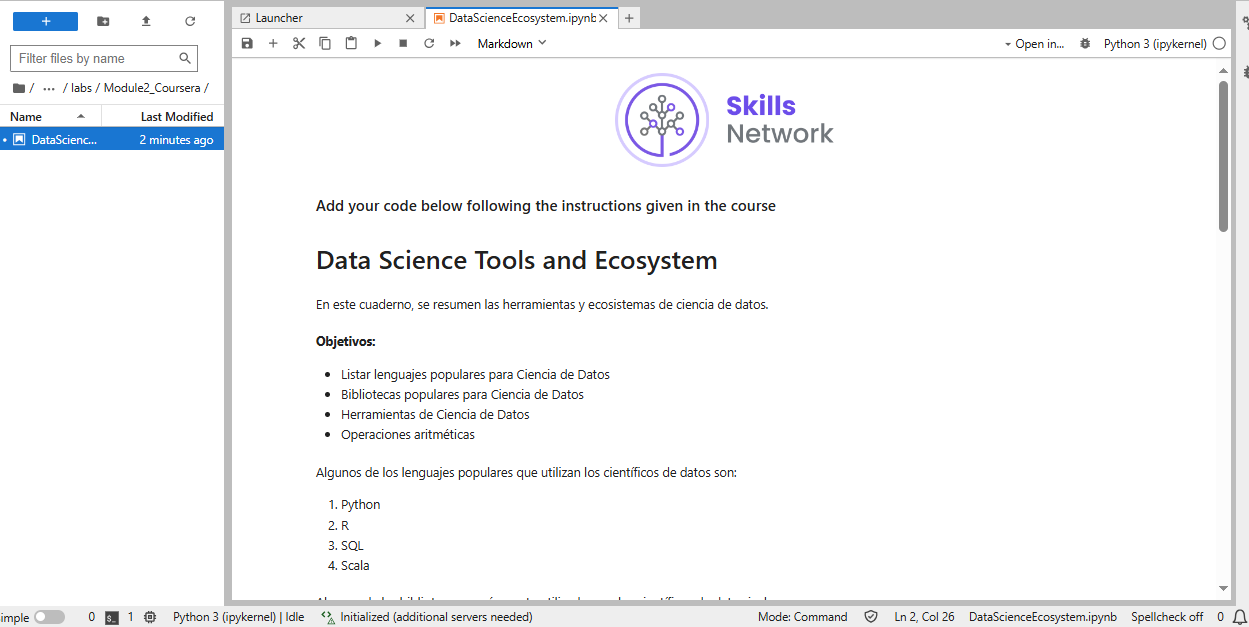 Launcher
DataScienceEcosystem.ipynb
Filter files by name
Markdown
Open in...
Python 3 (ipykernel)
/ ... / labs / Module2_Coursera /
Name
Last Modified
DataScienc...
2 minutes ago
Skills
Network
Add your code below following the instructions given in the course
Data Science Tools and Ecosystem
En este cuaderno, se resumen las herramientas y ecosistemas de ciencia de datos.
Objetivos:
Listar lenguajes populares para Ciencia de Datos
Bibliotecas populares para Ciencia de Datos
Herramientas de Ciencia de Datos
Operaciones aritméticas
Algunos de los lenguajes populares que utilizan los científicos de datos son:
1. Python
2. R
3. SQL
4. Scala
imple 0 $_ 1 Python 3 (ipykernel) | Idle Initialized (additional servers needed) Mode: Command Ln 2, Col 26 DataScienceEcosystem.ipynb Spellcheck off 0